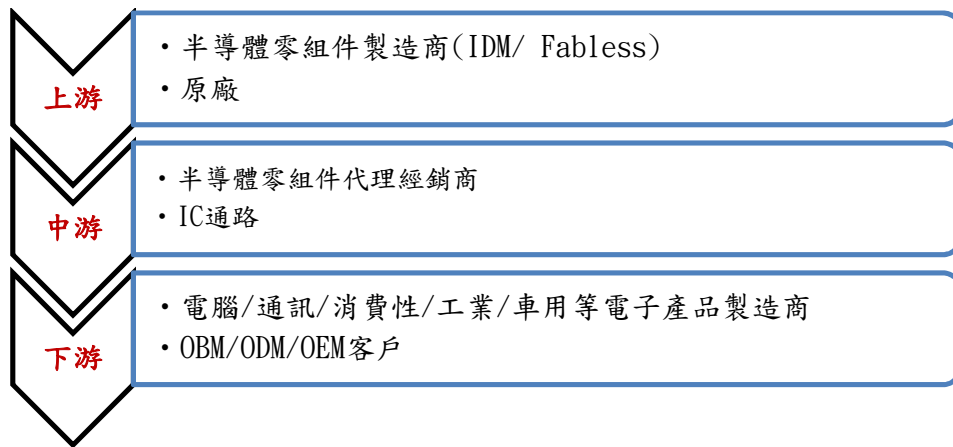 上游
・半導體零組件製造商(IDM/ Fabless)
・原廠
中游
・半導體零組件代理經銷商
・IC通路
下游
・電腦/通訊/消費性/工業/車用等電子產品製造商
・OBM/ODM/OEM客戶